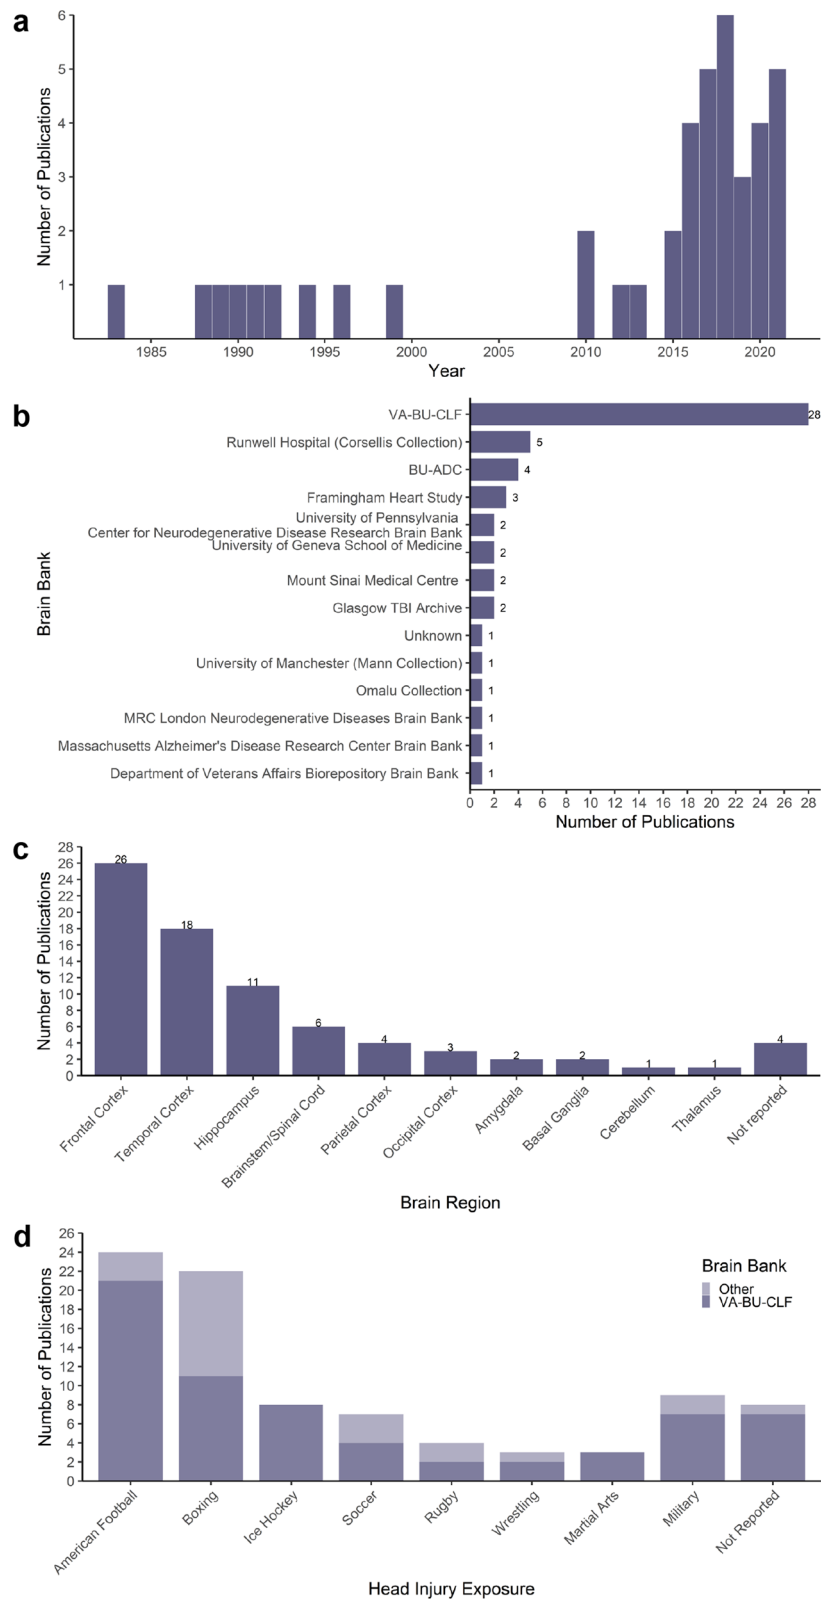 a
Number of Publications
6
5
4
3
2
1
1985 1990 1995 2000 2005 2010 2015 2020
Year
b
Brain Bank
VA-BU-CLF 28
Runwell Hospital (Corsellis Collection) 5
BU-ADC 4
Framingham Heart Study 3
University of Pennsylvania
Center for Neurodegenerative Disease Research Brain Bank 2
University of Geneva School of Medicine 2
Mount Sinai Medical Centre 2
Glasgow TBI Archive 2
Unknown 1
University of Manchester (Mann Collection) 1
Omalu Collection 1
MRC London Neurodegenerative Diseases Brain Bank 1
Massachusetts Alzheimer's Disease Research Center Brain Bank 1
Department of Veterans Affairs Biorepository Brain Bank 1
0 2 4 6 8 10 12 14 16 18 20 22 24 26 28
Number of Publications
c
Number of Publications
28
26
24
22
20
18
16
14
12
10
8
6
4
2
0
26 18 11 6 4 3 2 2 1 1 4
Frontal Cortex
Temporal Cortex
Hippocampus
Brainstem/Spinal Cord
Parietal Cortex
Occipital Cortex
Amygdala
Basal Ganglia
Cerebellum
Thalamus
Not reported
Brain Region
d
Number of Publications
26
24
22
20
18
16
14
12
10
8
6
4
2
0
Brain Bank
Other
VA-BU-CLF
American Football
Boxing
Ice Hockey
Soccer
Rugby
Wrestling
Martial Arts
Military
Not Reported
Head Injury Exposure